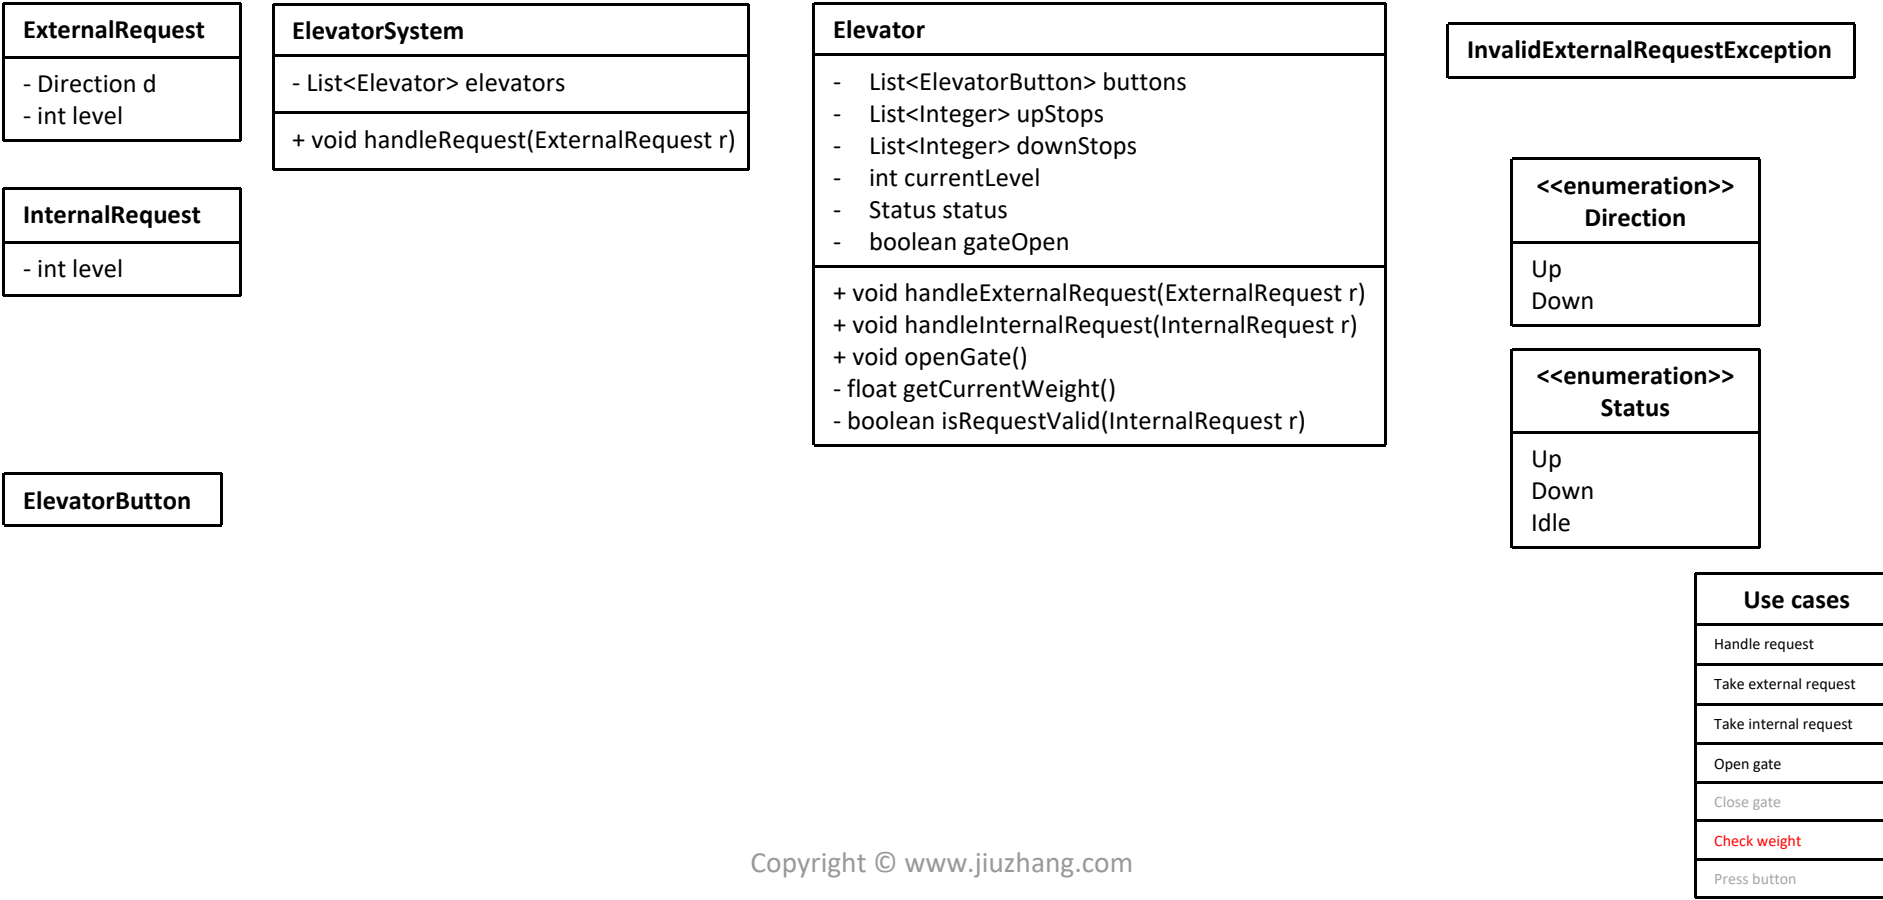 ExternalRequest
- Direction d
- int level
InternalRequest
- int level
ElevatorButton
ElevatorSystem
- List<Elevator> elevators
+ void handleRequest(ExternalRequest r)
Elevator
- List<ElevatorButton> buttons
- List<Integer> upStops
- List<Integer> downStops
- int currentLevel
- Status status
- boolean gateOpen
+ void handleExternalRequest(ExternalRequest r)
+ void handleInternalRequest(InternalRequest r)
+ void openGate()
- float getCurrentWeight()
- boolean isRequestValid(InternalRequest r)
InvalidExternalRequestException
<<enumeration>>
Direction
Up
Down
<<enumeration>>
Status
Up
Down
Idle
Use cases
Handle request
Take external request
Take internal request
Open gate
Close gate
Check weight
Press button
Copyright © www.jiuzhang.com